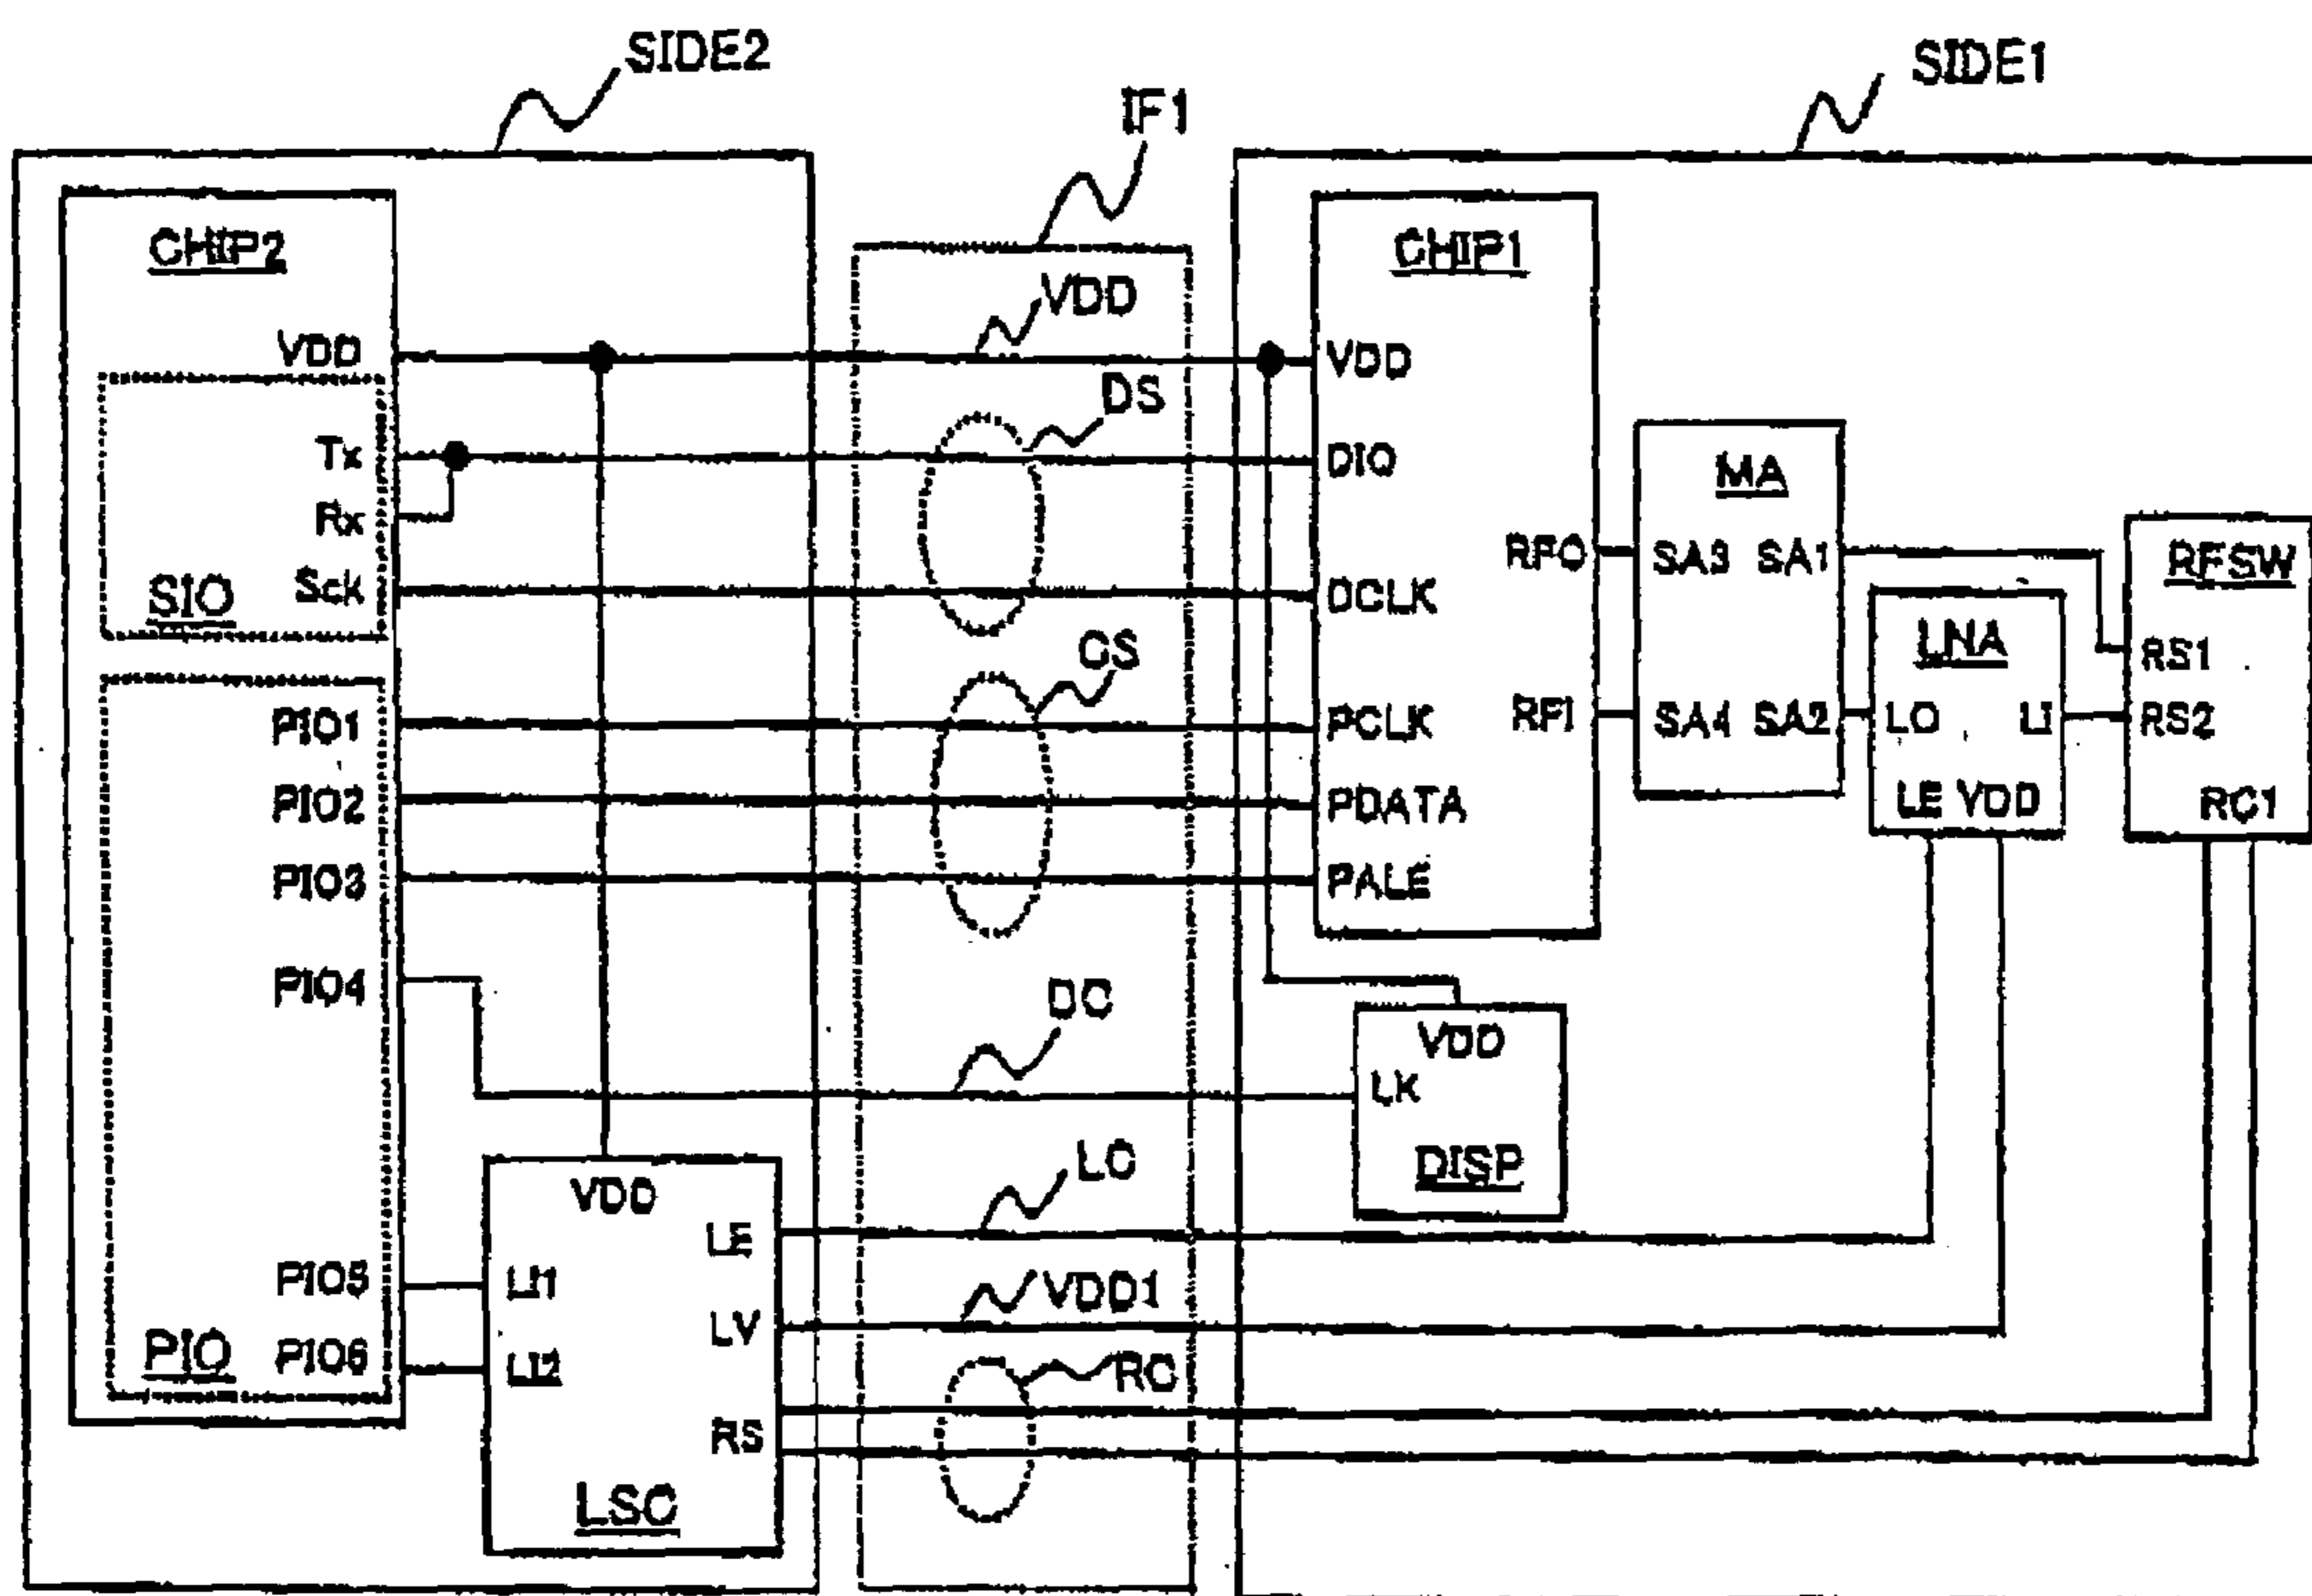 SIDE2
IF1
SIDE1
CHIP2
VDD
Tx
Rx
Sck
SIO
PIO1
PIO2
PIO3
PIO4
PIO5
PIO6
PIO
VDD
LI1
LI2
LE
LV
RS
LSC
VDD
DS
CS
DC
LC
VDD1
RC
CHIP1
VDD
DIO
DCLK
PCLK
PDATA
PALE
RFO
RFI
MA
SA3 SA1
SA4 SA2
LNA
LO LI
LE VDD
RFSW
RS1
RS2
RC1
VDD
LK
DISP